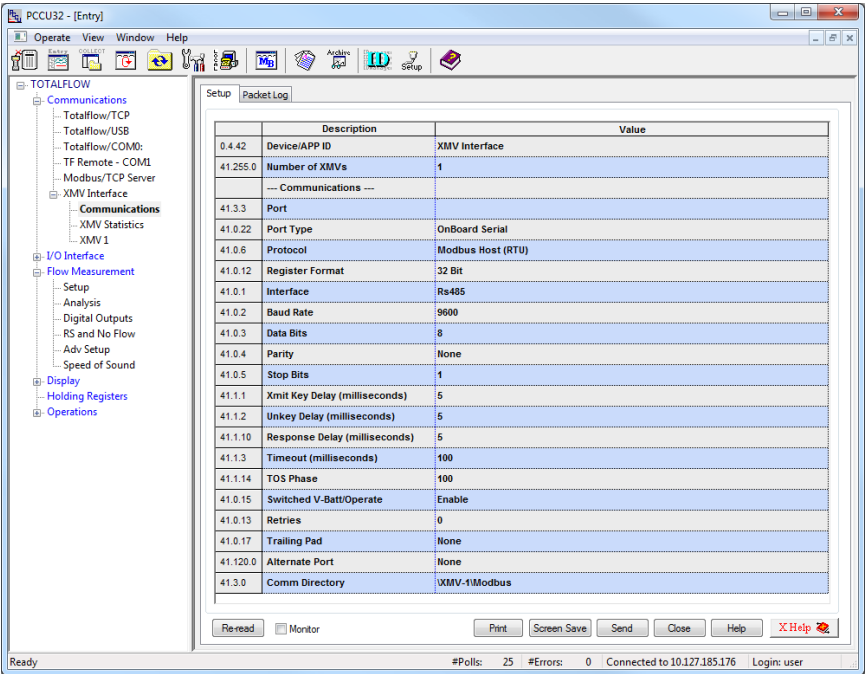 PCCU32 - [Entry]
Operate View Window Help
Entry COLLECT MB Archive ID Setup
TOTALFLOW
Communications
Totalflow/TCP
Totalflow/USB
Totalflow/COM0:
TF Remote - COM1
Modbus/TCP Server
XMV Interface
Communications
XMV Statistics
XMV 1
I/O Interface
Flow Measurement
Setup
Analysis
Digital Outputs
RS and No Flow
Adv Setup
Speed of Sound
Display
Holding Registers
Operations
Setup Packet Log
Description Value
0.4.42 Device/APP ID XMV Interface
41.255.0 Number of XMVs 1
--- Communications ---
41.3.3 Port
41.0.22 Port Type OnBoard Serial
41.0.6 Protocol Modbus Host (RTU)
41.0.12 Register Format 32 Bit
41.0.1 Interface Rs485
41.0.2 Baud Rate 9600
41.0.3 Data Bits 8
41.0.4 Parity None
41.0.5 Stop Bits 1
41.1.1 Xmit Key Delay (milliseconds) 5
41.1.2 Unkey Delay (milliseconds) 5
41.1.10 Response Delay (milliseconds) 5
41.1.3 Timeout (milliseconds) 100
41.1.14 TOS Phase 100
41.0.15 Switched V-Batt/Operate Enable
41.0.13 Retries 0
41.0.17 Trailing Pad None
41.120.0 Alternate Port None
41.3.0 Comm Directory \XMV-1\Modbus
Re-read Monitor Print Screen Save Send Close Help X Help
Ready #Polls: 25 #Errors: 0 Connected to 10.127.185.176 Login: user